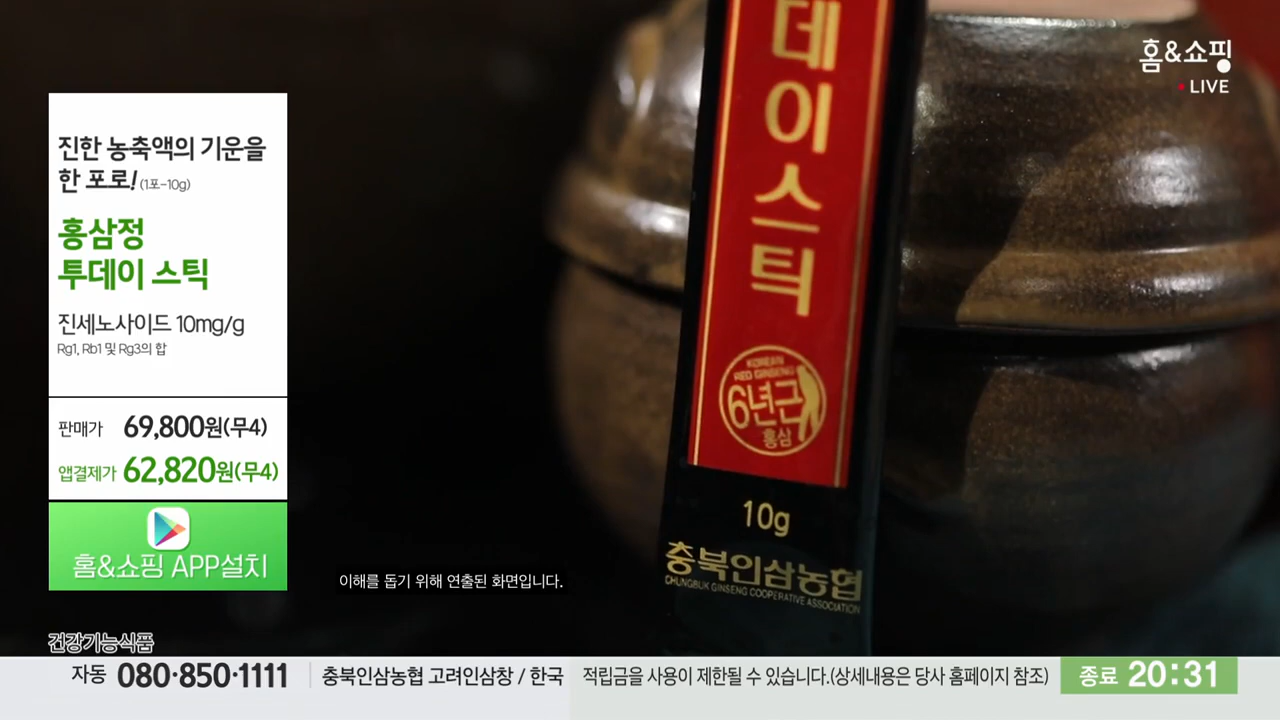 홈&쇼핑
LIVE
진한 농축액의 기운을
한 포로! (1포-10g)
홍삼정
투데이 스틱
진세노사이드 10mg/g
Rg1, Rb1 및 Rg3의 합
판매가 69,800원(무4)
앱결제가 62,820원(무4)
홈&쇼핑 APP설치
데이스틱
KOREAN
RED GINSENG
6년근
홍삼
10g
충북인삼농협
CHUNGBUK GINSENG COOPERATIVE ASSOCIATION
이해를 돕기 위해 연출된 화면입니다.
건강기능식품
자동 080·850·1111 충북인삼농협 고려인삼창 / 한국 적립금을 사용이 제한될 수 있습니다.(상세내용은 당사 홈페이지 참조) 종료 20:31